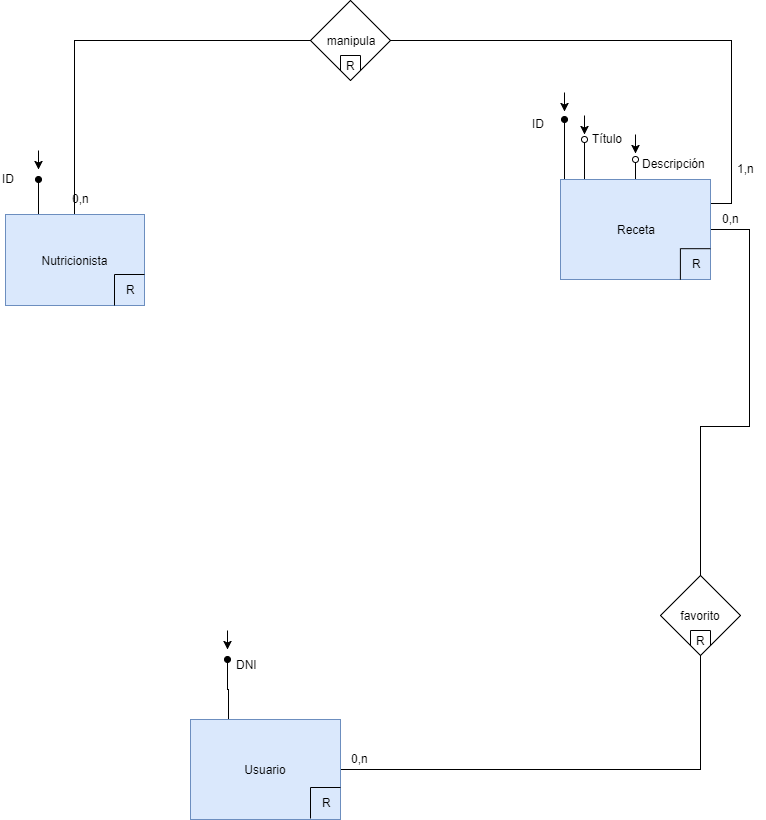 manipula
R
ID
Título
Descripción
1,n
ID
0,n
0,n
Receta
Nutricionista
R
R
favorito
R
DNI
0,n
Usuario
R